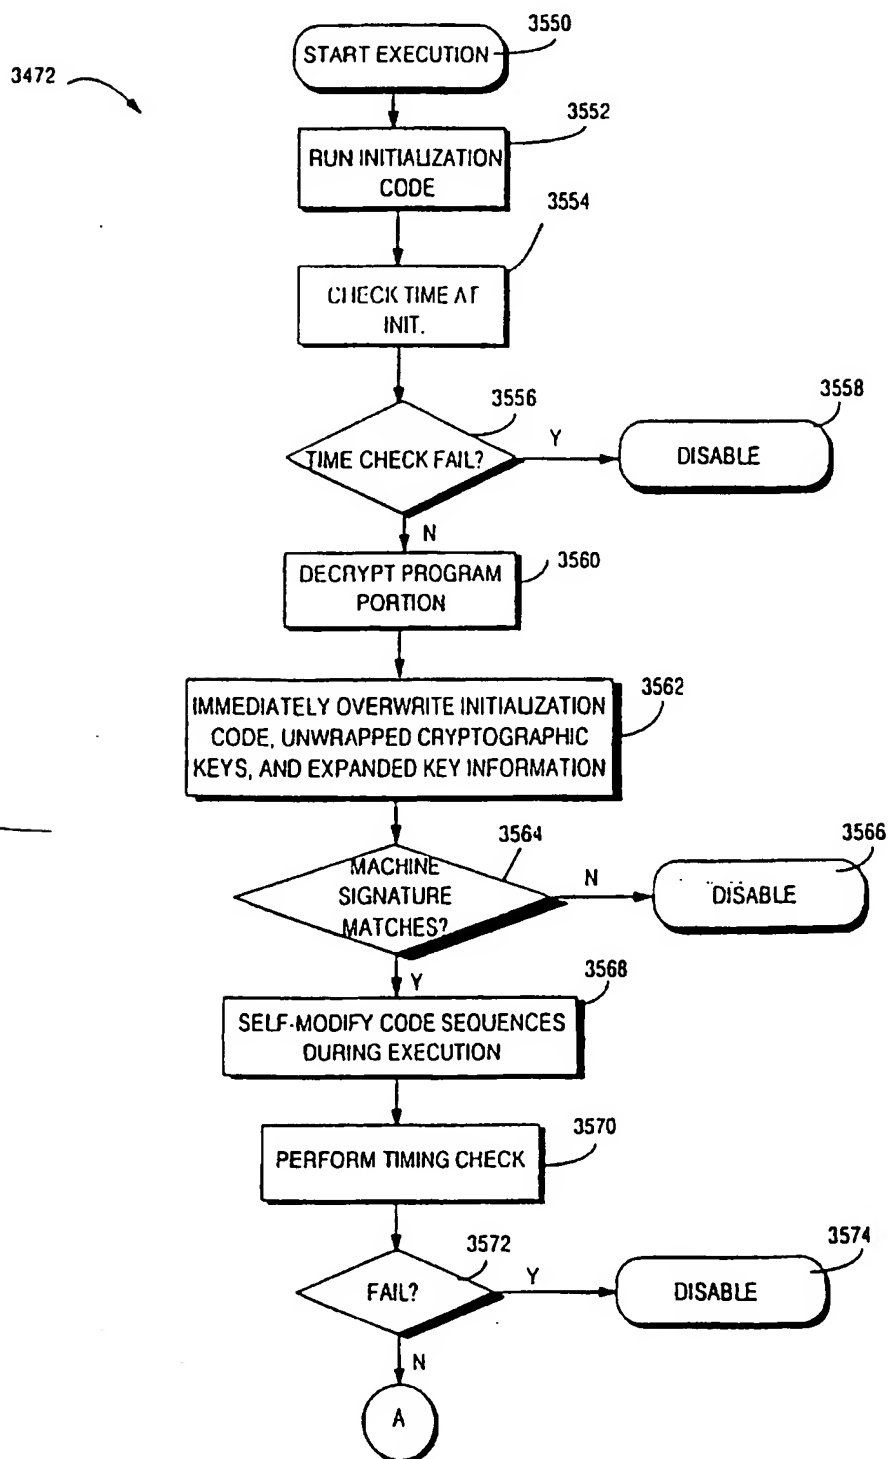 3550
START EXECUTION
3472
3552
RUN INITIALIZATION
CODE
3554
CHECK TIME AT
INIT.
3556
TIME CHECK FAIL?
Y
3558
DISABLE
N
3560
DECRYPT PROGRAM
PORTION
3562
IMMEDIATELY OVERWRITE INITIALIZATION
CODE, UNWRAPPED CRYPTOGRAPHIC
KEYS, AND EXPANDED KEY INFORMATION
3564
MACHINE
SIGNATURE
MATCHES?
N
3566
DISABLE
Y
3568
SELF-MODIFY CODE SEQUENCES
DURING EXECUTION
3570
PERFORM TIMING CHECK
3572
FAIL?
Y
3574
DISABLE
N
A